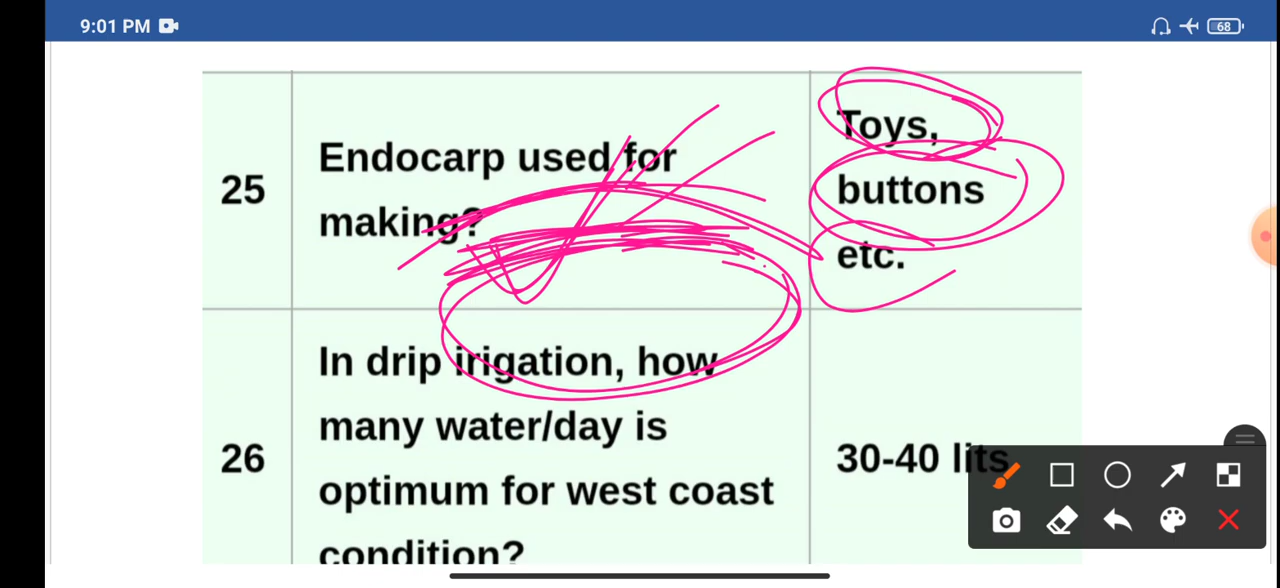 9:01 PM
68
25
Endocarp used for
making?
Toys,
buttons
etc.
26
In drip irigation, how
many water/day is
optimum for west coast
condition?
30-40 lits